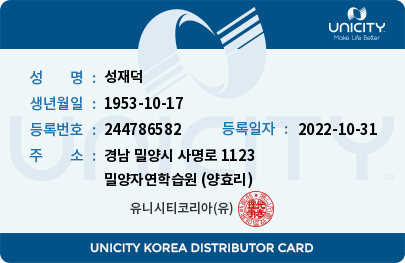 UNICITY
Make Life Better
성 명 : 성재덕
생년월일 : 1953-10-17
등록번호 : 244786582 등록일자 : 2022-10-31
주 소 : 경남 밀양시 사명로 1123
밀양자연학습원 (양효리)
유니시티코리아(유)
UNICITY
TM
UNICITY KOREA DISTRIBUTOR CARD